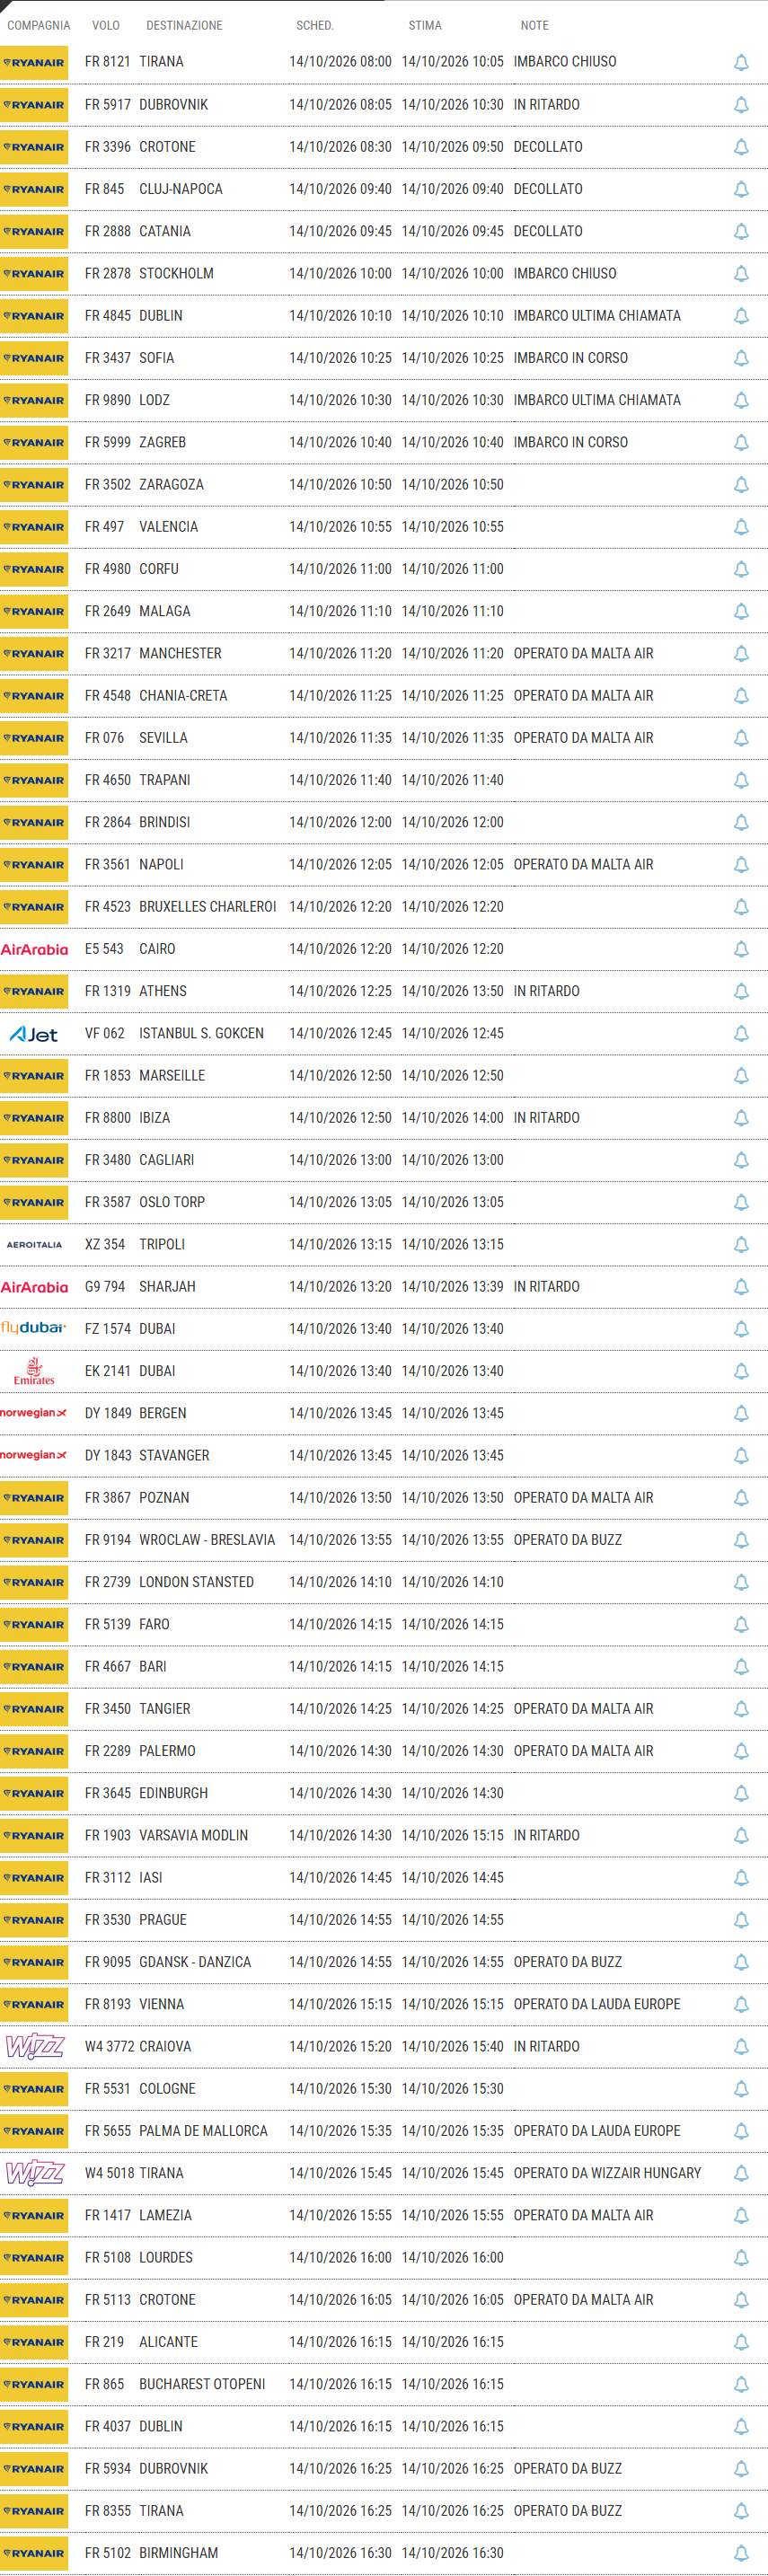 COMPAGNIA VOLO DESTINAZIONE SCHED. STIMA NOTE
RYANAIR FR 8121 TIRANA 14/10/2026 08:00 14/10/2026 10:05 IMBARCO CHIUSO
RYANAIR FR 5917 DUBROVNIK 14/10/2026 08:05 14/10/2026 10:30 IN RITARDO
RYANAIR FR 3396 CROTONE 14/10/2026 08:30 14/10/2026 09:50 DECOLLATO
RYANAIR FR 845 CLUJ-NAPOCA 14/10/2026 09:40 14/10/2026 09:40 DECOLLATO
RYANAIR FR 2888 CATANIA 14/10/2026 09:45 14/10/2026 09:45 DECOLLATO
RYANAIR FR 2878 STOCKHOLM 14/10/2026 10:00 14/10/2026 10:00 IMBARCO CHIUSO
RYANAIR FR 4845 DUBLIN 14/10/2026 10:10 14/10/2026 10:10 IMBARCO ULTIMA CHIAMATA
RYANAIR FR 3437 SOFIA 14/10/2026 10:25 14/10/2026 10:25 IMBARCO IN CORSO
RYANAIR FR 9890 LODZ 14/10/2026 10:30 14/10/2026 10:30 IMBARCO ULTIMA CHIAMATA
RYANAIR FR 5999 ZAGREB 14/10/2026 10:40 14/10/2026 10:40 IMBARCO IN CORSO
RYANAIR FR 3502 ZARAGOZA 14/10/2026 10:50 14/10/2026 10:50
RYANAIR FR 497 VALENCIA 14/10/2026 10:55 14/10/2026 10:55
RYANAIR FR 4980 CORFU 14/10/2026 11:00 14/10/2026 11:00
RYANAIR FR 2649 MALAGA 14/10/2026 11:10 14/10/2026 11:10
RYANAIR FR 3217 MANCHESTER 14/10/2026 11:20 14/10/2026 11:20 OPERATO DA MALTA AIR
RYANAIR FR 4548 CHANIA-CRETA 14/10/2026 11:25 14/10/2026 11:25 OPERATO DA MALTA AIR
RYANAIR FR 076 SEVILLA 14/10/2026 11:35 14/10/2026 11:35 OPERATO DA MALTA AIR
RYANAIR FR 4650 TRAPANI 14/10/2026 11:40 14/10/2026 11:40
RYANAIR FR 2864 BRINDISI 14/10/2026 12:00 14/10/2026 12:00
RYANAIR FR 3561 NAPOLI 14/10/2026 12:05 14/10/2026 12:05 OPERATO DA MALTA AIR
RYANAIR FR 4523 BRUXELLES CHARLEROI 14/10/2026 12:20 14/10/2026 12:20
AirArabia E5 543 CAIRO 14/10/2026 12:20 14/10/2026 12:20
RYANAIR FR 1319 ATHENS 14/10/2026 12:25 14/10/2026 13:50 IN RITARDO
AJet VF 062 ISTANBUL S. GOKCEN 14/10/2026 12:45 14/10/2026 12:45
RYANAIR FR 1853 MARSEILLE 14/10/2026 12:50 14/10/2026 12:50
RYANAIR FR 8800 IBIZA 14/10/2026 12:50 14/10/2026 14:00 IN RITARDO
RYANAIR FR 3480 CAGLIARI 14/10/2026 13:00 14/10/2026 13:00
RYANAIR FR 3587 OSLO TORP 14/10/2026 13:05 14/10/2026 13:05
AEROITALIA XZ 354 TRIPOLI 14/10/2026 13:15 14/10/2026 13:15
AirArabia G9 794 SHARJAH 14/10/2026 13:20 14/10/2026 13:39 IN RITARDO
flydubai FZ 1574 DUBAI 14/10/2026 13:40 14/10/2026 13:40
Emirates EK 2141 DUBAI 14/10/2026 13:40 14/10/2026 13:40
norwegian DY 1849 BERGEN 14/10/2026 13:45 14/10/2026 13:45
norwegian DY 1843 STAVANGER 14/10/2026 13:45 14/10/2026 13:45
RYANAIR FR 3867 POZNAN 14/10/2026 13:50 14/10/2026 13:50 OPERATO DA MALTA AIR
RYANAIR FR 9194 WROCLAW - BRESLAVIA 14/10/2026 13:55 14/10/2026 13:55 OPERATO DA BUZZ
RYANAIR FR 2739 LONDON STANSTED 14/10/2026 14:10 14/10/2026 14:10
RYANAIR FR 5139 FARO 14/10/2026 14:15 14/10/2026 14:15
RYANAIR FR 4667 BARI 14/10/2026 14:15 14/10/2026 14:15
RYANAIR FR 3450 TANGIER 14/10/2026 14:25 14/10/2026 14:25 OPERATO DA MALTA AIR
RYANAIR FR 2289 PALERMO 14/10/2026 14:30 14/10/2026 14:30 OPERATO DA MALTA AIR
RYANAIR FR 3645 EDINBURGH 14/10/2026 14:30 14/10/2026 14:30
RYANAIR FR 1903 VARSAVIA MODLIN 14/10/2026 14:30 14/10/2026 15:15 IN RITARDO
RYANAIR FR 3112 IASI 14/10/2026 14:45 14/10/2026 14:45
RYANAIR FR 3530 PRAGUE 14/10/2026 14:55 14/10/2026 14:55
RYANAIR FR 9095 GDANSK - DANZICA 14/10/2026 14:55 14/10/2026 14:55 OPERATO DA BUZZ
RYANAIR FR 8193 VIENNA 14/10/2026 15:15 14/10/2026 15:15 OPERATO DA LAUDA EUROPE
Wizz W4 3772 CRAIOVA 14/10/2026 15:20 14/10/2026 15:40 IN RITARDO
RYANAIR FR 5531 COLOGNE 14/10/2026 15:30 14/10/2026 15:30
RYANAIR FR 5655 PALMA DE MALLORCA 14/10/2026 15:35 14/10/2026 15:35 OPERATO DA LAUDA EUROPE
Wizz W4 5018 TIRANA 14/10/2026 15:45 14/10/2026 15:45 OPERATO DA WIZZAIR HUNGARY
RYANAIR FR 1417 LAMEZIA 14/10/2026 15:55 14/10/2026 15:55 OPERATO DA MALTA AIR
RYANAIR FR 5108 LOURDES 14/10/2026 16:00 14/10/2026 16:00
RYANAIR FR 5113 CROTONE 14/10/2026 16:05 14/10/2026 16:05 OPERATO DA MALTA AIR
RYANAIR FR 219 ALICANTE 14/10/2026 16:15 14/10/2026 16:15
RYANAIR FR 865 BUCHAREST OTOPENI 14/10/2026 16:15 14/10/2026 16:15
RYANAIR FR 4037 DUBLIN 14/10/2026 16:15 14/10/2026 16:15
RYANAIR FR 5934 DUBROVNIK 14/10/2026 16:25 14/10/2026 16:25 OPERATO DA BUZZ
RYANAIR FR 8355 TIRANA 14/10/2026 16:25 14/10/2026 16:25 OPERATO DA BUZZ
RYANAIR FR 5102 BIRMINGHAM 14/10/2026 16:30 14/10/2026 16:30